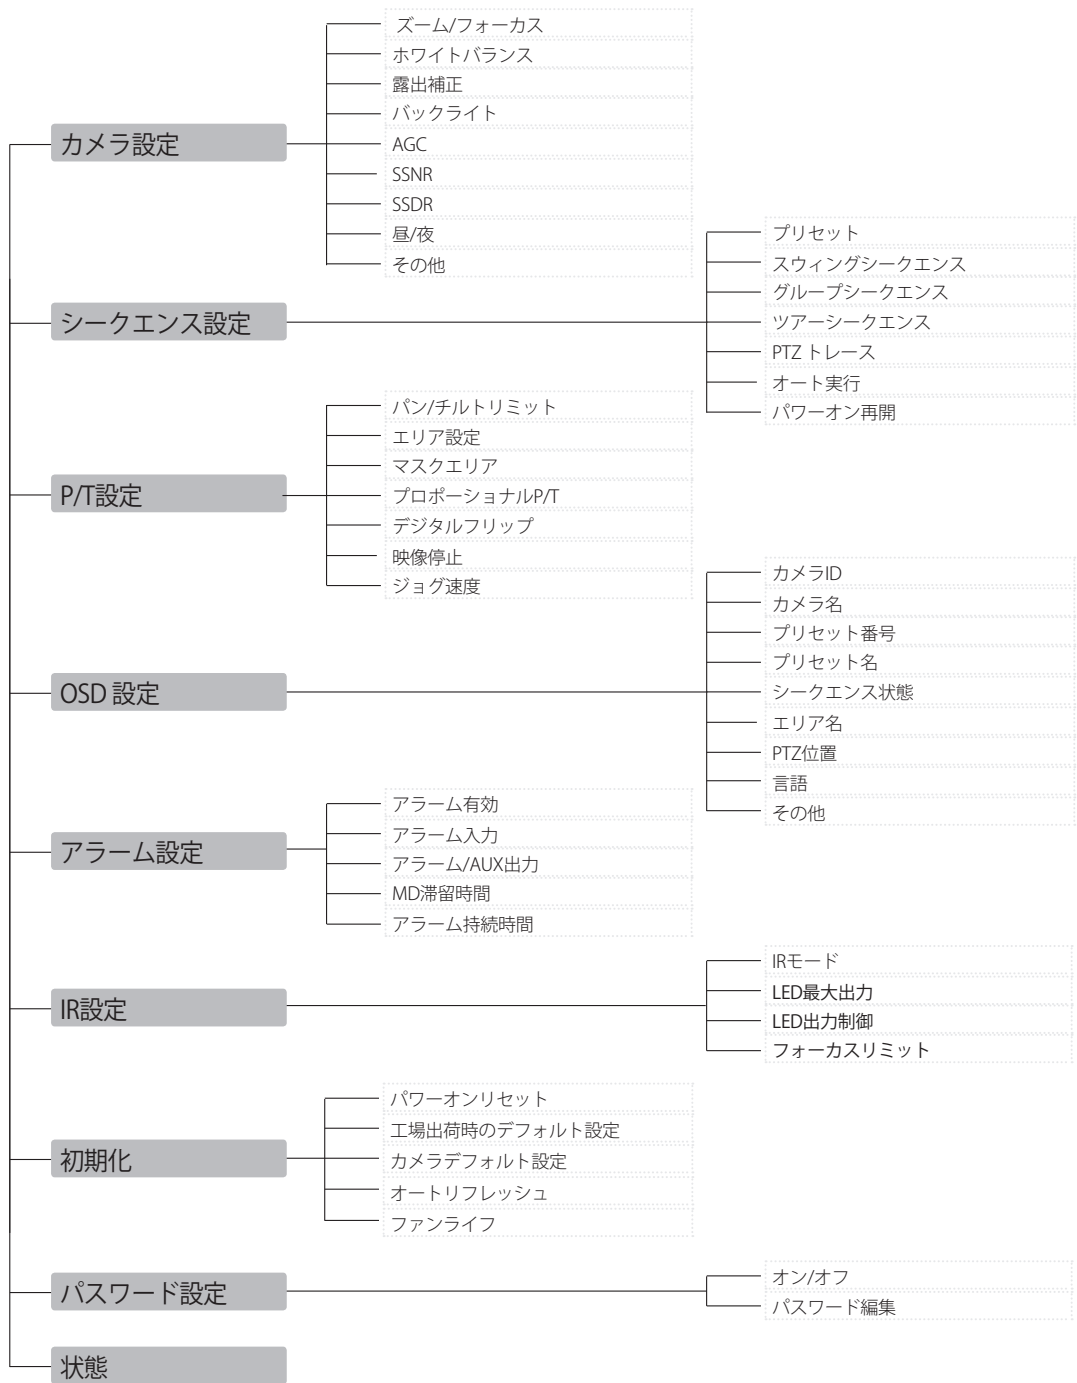 カメラ設定
ズーム/フォーカス
ホワイトバランス
露出補正
バックライト
AGC
SSNR
SSDR
昼/夜
その他
シークエンス設定
プリセット
スウィングシークエンス
グループシークエンス
ツアーシークエンス
PTZ トレース
オート実行
パワーオン再開
P/T設定
パン/チルトリミット
エリア設定
マスクエリア
プロポーショナルP/T
デジタルフリップ
映像停止
ジョグ速度
OSD 設定
カメラID
カメラ名
プリセット番号
プリセット名
シークエンス状態
エリア名
PTZ位置
言語
その他
アラーム設定
アラーム有効
アラーム入力
アラーム/AUX出力
MD滞留時間
アラーム持続時間
IR設定
IRモード
LED最大出力
LED出力制御
フォーカスリミット
初期化
パワーオンリセット
工場出荷時のデフォルト設定
カメラデフォルト設定
オートリフレッシュ
ファンライフ
パスワード設定
オン/オフ
パスワード編集
状態